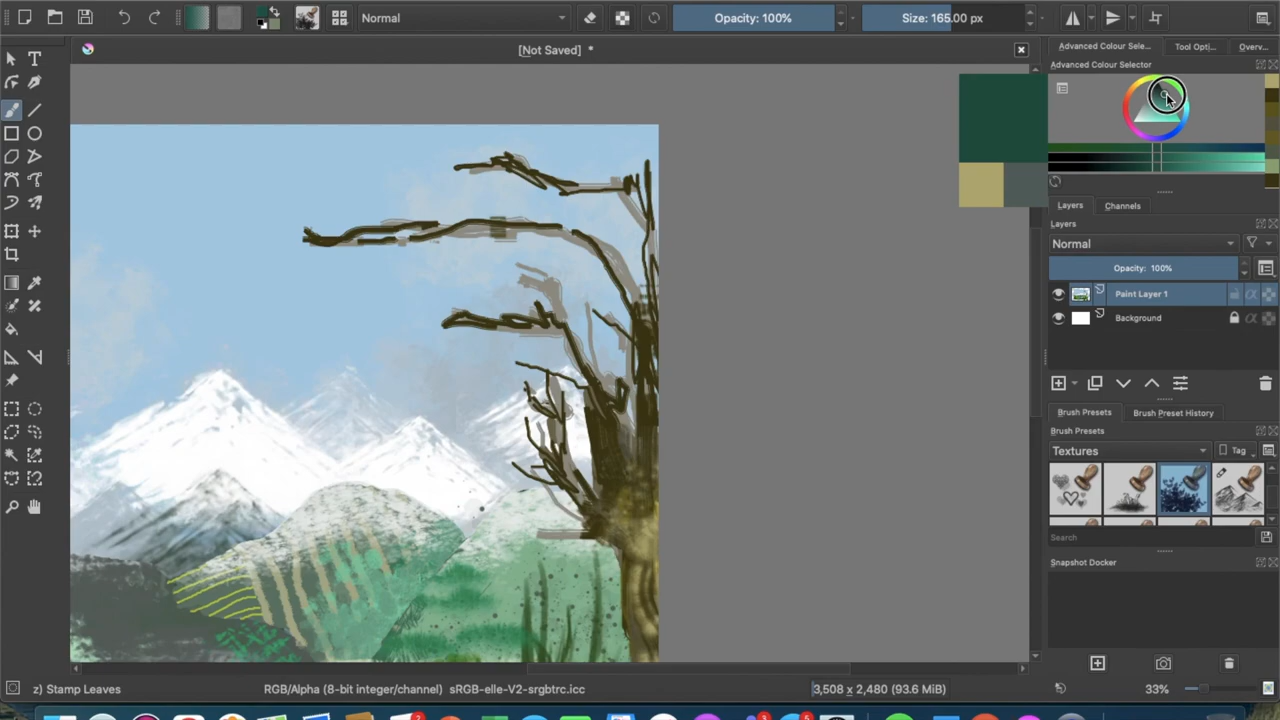 Normal
Opacity: 100%
Size: 165.00 px
[Not Saved] *
Advanced Colour Sele...
Tool Opti...
Overv...
Advanced Colour Selector
Layers
Channels
Layers
Normal
Opacity: 100%
Paint Layer 1
Background
Brush Presets
Brush Preset History
Brush Presets
Textures
Tag
Search
Snapshot Docker
z) Stamp Leaves
RGB/Alpha (8-bit integer/channel) sRGB-elle-V2-srgbtrc.icc
3,508 x 2,480 (93.6 MiB)
33%